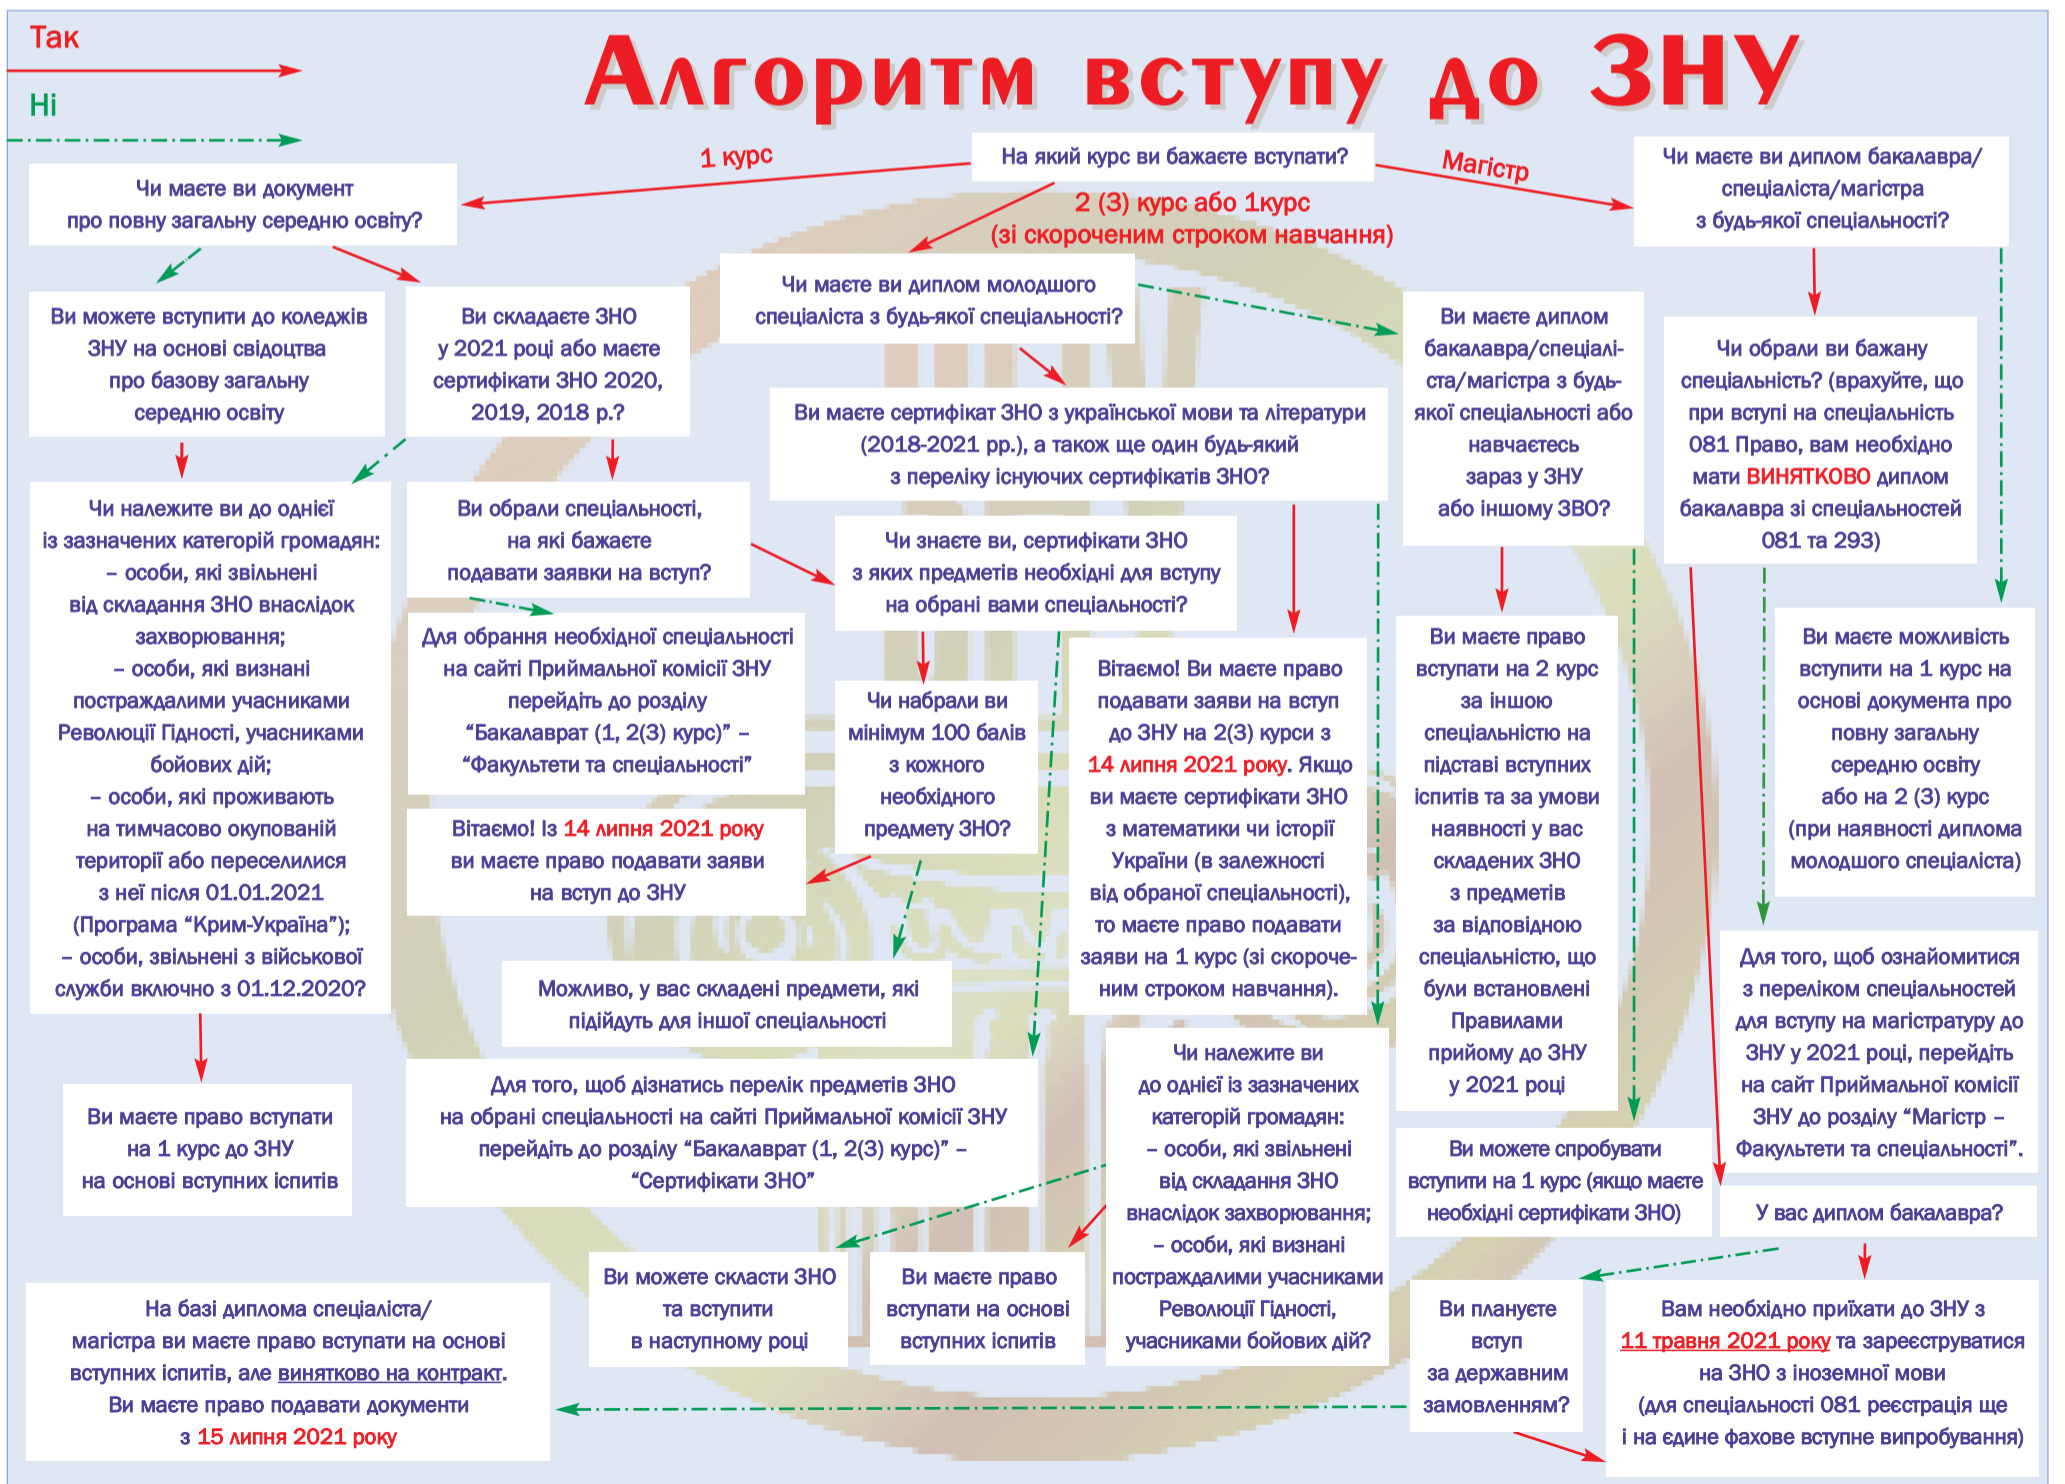 Так
Ні
Алгоритм вступу до ЗНУ
На який курс ви бажаєте вступати?
1 курс
2 (3) курс або 1курс
(зі скороченим строком навчання)
Магістр
Чи маєте ви документ
про повну загальну середню освіту?
Ви можете вступити до коледжів
ЗНУ на основі свідоцтва
про базову загальну
середню освіту
Ви складаєте ЗНО
у 2021 році або маєте
сертифікати ЗНО 2020,
2019, 2018 р.?
Чи належите ви до однієї
із зазначених категорій громадян:
– особи, які звільнені
від складання ЗНО внаслідок
захворювання;
– особи, які визнані
постраждалими учасниками
Революції Гідності, учасниками
бойових дій;
– особи, які проживають
на тимчасово окупованій
території або переселилися
з неї після 01.01.2021
(Програма “Крим-Україна”);
– особи, звільнені з військової
служби включно з 01.12.2020?
Ви маєте право вступати
на 1 курс до ЗНУ
на основі вступних іспитів
Ви обрали спеціальності,
на які бажаєте
подавати заявки на вступ?
Для обрання необхідної спеціальності
на сайті Приймальної комісії ЗНУ
перейдіть до розділу
“Бакалаврат (1, 2(3) курс)” –
“Факультети та спеціальності”
Чи знаєте ви, сертифікати ЗНО
з яких предметів необхідні для вступу
на обрані вами спеціальності?
Чи набрали ви
мінімум 100 балів
з кожного
необхідного
предмету ЗНО?
Вітаємо! Із 14 липня 2021 року
ви маєте право подавати заяви
на вступ до ЗНУ
Можливо, у вас складені предмети, які
підійдуть для іншої спеціальності
Для того, щоб дізнатись перелік предметів ЗНО
на обрані спеціальності на сайті Приймальної комісії ЗНУ
перейдіть до розділу “Бакалаврат (1, 2(3) курс)” –
“Сертифікати ЗНО”
Чи маєте ви диплом молодшого
спеціаліста з будь-якої спеціальності?
Ви маєте сертифікат ЗНО з української мови та літератури
(2018-2021 рр.), а також ще один будь-який
з переліку існуючих сертифікатів ЗНО?
Вітаємо! Ви маєте право
подавати заяви на вступ
до ЗНУ на 2(3) курси з
14 липня 2021 року. Якщо
ви маєте сертифікати ЗНО
з математики чи історії
України (в залежності
від обраної спеціальності),
то маєте право подавати
заяви на 1 курс (зі скороче-
ним строком навчання).
Чи належите ви
до однієї із зазначених
категорій громадян:
– особи, які звільнені
від складання ЗНО
внаслідок захворювання;
– особи, які визнані
постраждалими учасниками
Революції Гідності,
учасниками бойових дій?
Ви можете скласти ЗНО
та вступити
в наступному році
Ви маєте право
вступати на основі
вступних іспитів
Ви маєте диплом
бакалавра/спеціалі-
ста/магістра з будь-
якої спеціальності або
навчаєтесь
зараз у ЗНУ
або іншому ЗВО?
Ви маєте право
вступати на 2 курс
за іншою
спеціальністю на
підставі вступних
іспитів та за умови
наявності у вас
складених ЗНО
з предметів
за відповідною
спеціальністю, що
були встановлені
Правилами
прийому до ЗНУ
у 2021 році
Ви можете спробувати
вступити на 1 курс (якщо маєте
необхідні сертифікати ЗНО)
Чи маєте ви диплом бакалавра/
спеціаліста/магістра
з будь-якої спеціальності?
Чи обрали ви бажану
спеціальність? (врахуйте, що
при вступі на спеціальність
081 Право, вам необхідно
мати ВИНЯТКОВО диплом
бакалавра зі спеціальностей
081 та 293)
Ви маєте можливість
вступити на 1 курс на
основі документа про
повну загальну
середню освіту
або на 2 (3) курс
(при наявності диплома
молодшого спеціаліста)
Для того, щоб ознайомитися
з переліком спеціальностей
для вступу на магістратуру до
ЗНУ у 2021 році, перейдіть
на сайт Приймальної комісії
ЗНУ до розділу “Магістр –
Факультети та спеціальності”.
У вас диплом бакалавра?
Ви плануєте
вступ
за державним
замовленням?
Вам необхідно приїхати до ЗНУ з
11 травня 2021 року та зареєструватися
на ЗНО з іноземної мови
(для спеціальності 081 реєстрація ще
і на єдине фахове вступне випробування)
На базі диплома спеціаліста/
магістра ви маєте право вступати на основі
вступних іспитів, але винятково на контракт.
Ви маєте право подавати документи
з 15 липня 2021 року